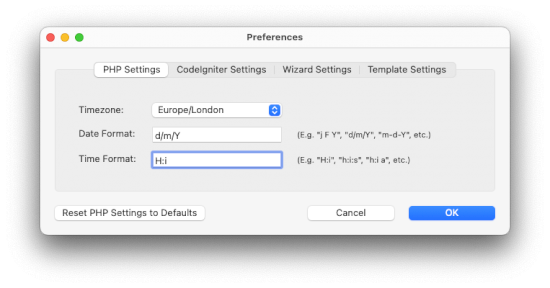 Preferences
PHP Settings CodeIgniter Settings Wizard Settings Template Settings
Timezone: Europe/London
Date Format: d/m/Y (E.g. "j F Y", "d/m/Y", "m-d-Y", etc.)
Time Format: H:i (E.g. "H:i", "h:i:s", "h:i a", etc.)
Reset PHP Settings to Defaults Cancel OK